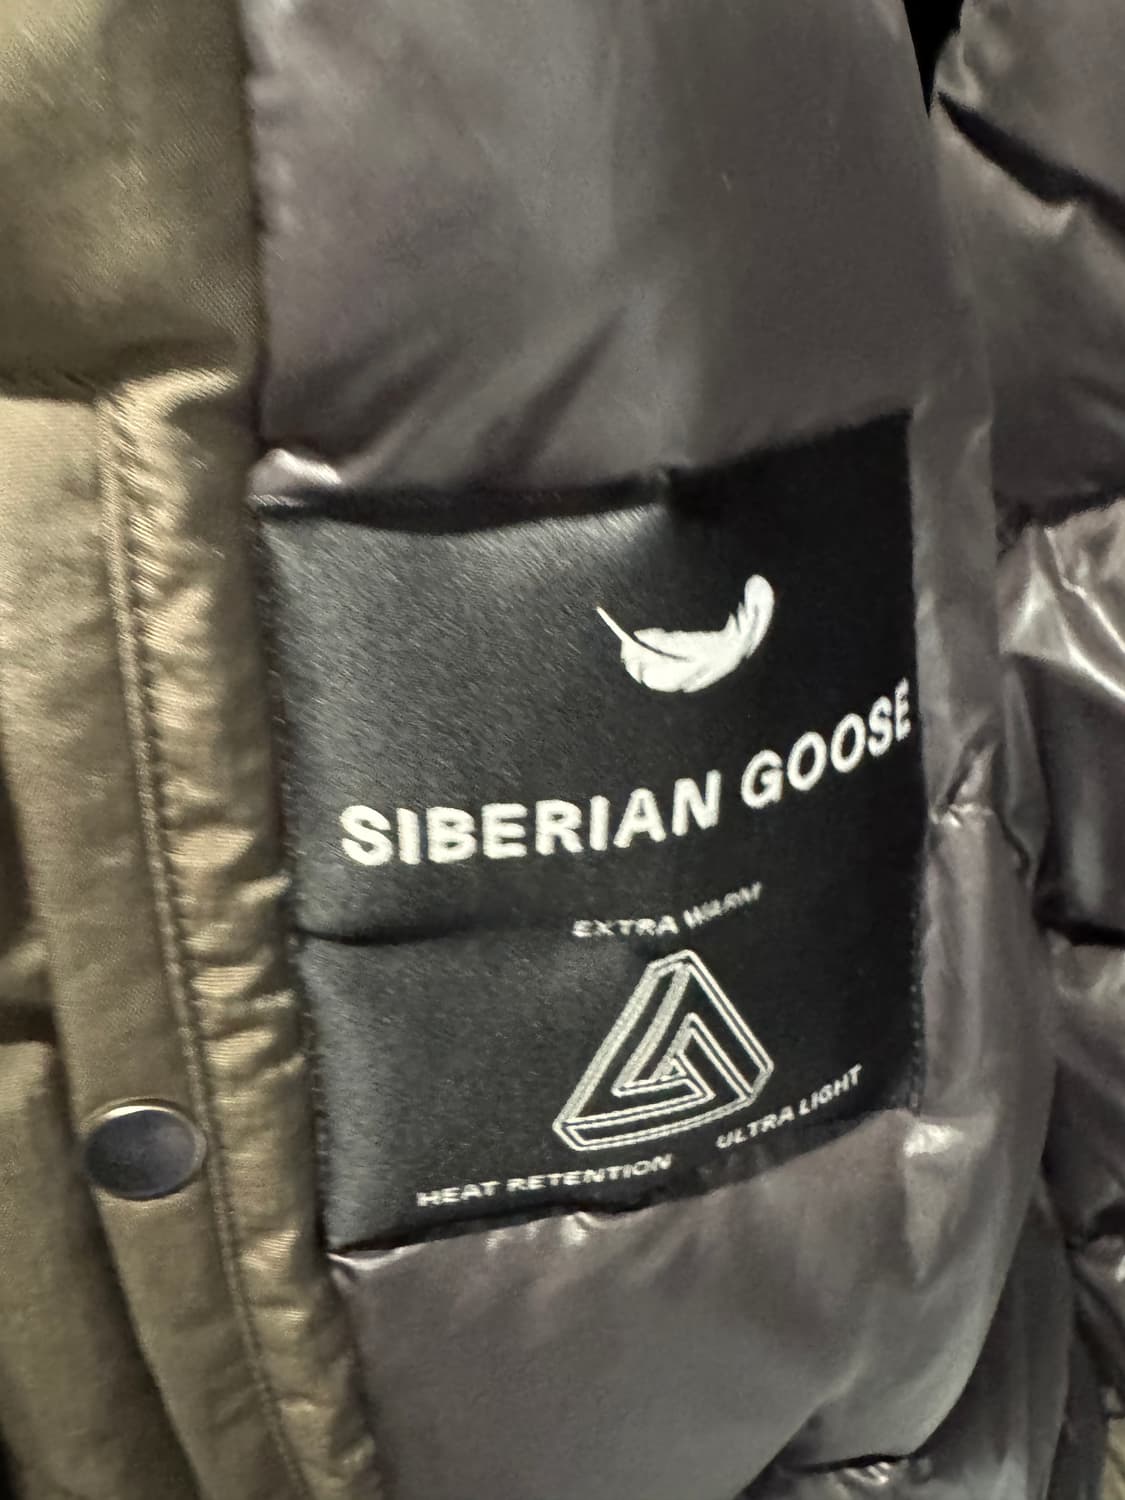 SIBERIAN GOOSE
EXTRA WARM
ULTRA LIGHT
HEAT RETENTION